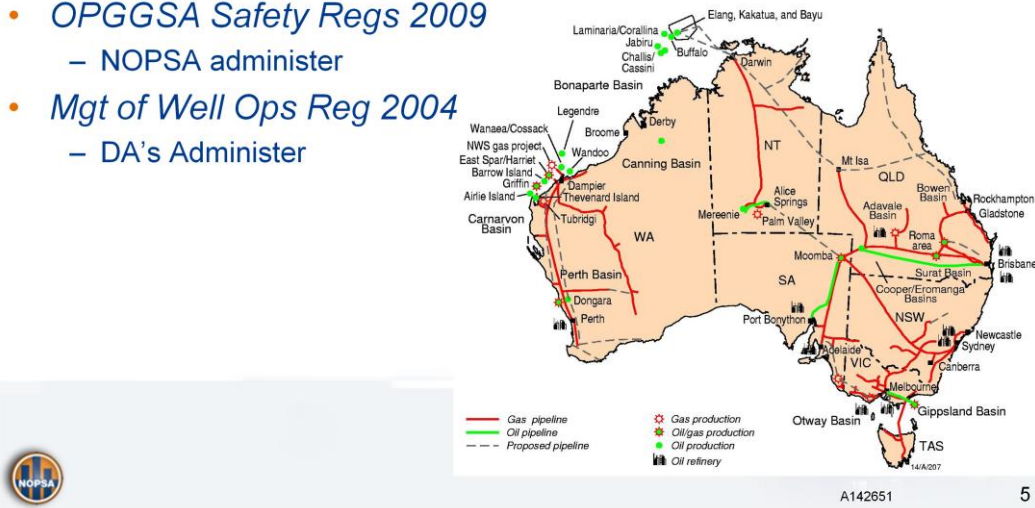 • OPGGSA Safety Regs 2009
– NOPSA administer
• Mgt of Well Ops Reg 2004
– DA's Administer
Elang, Kakatua, and Bayu
Laminaria/Corallina
Jabiru
Buffalo
Challis/
Cassini
Darwin
Bonaparte Basin
Legendre
Derby
Wanaea/Cossack
Broome
NWS gas project
Wandoo
NT
East Spar/Harriet
Canning Basin
Mt Isa
Barrow Island
QLD
Griffin
Dampier
Bowen
Basin
Airlie Island
Thevenard Island
Alice
Springs
Adavale
Basin
Rockhampton
Gladstone
Mereenie
Palm Valley
Carnarvon
Basin
Tubridgi
WA
Roma
area
Moomba
Brisbane
Surat Basin
Perth Basin
SA
Cooper/Eromanga
Basins
Dongara
NSW
Perth
Port Bonython
Newcastle
Sydney
Adelaide
VIC
Canberra
Melbourne
Gippsland Basin
Otway Basin
TAS
14/A/207
Gas pipeline
Oil pipeline
Proposed pipeline
Gas production
Oil/gas production
Oil production
Oil refinery
NOPSA
A142651
5